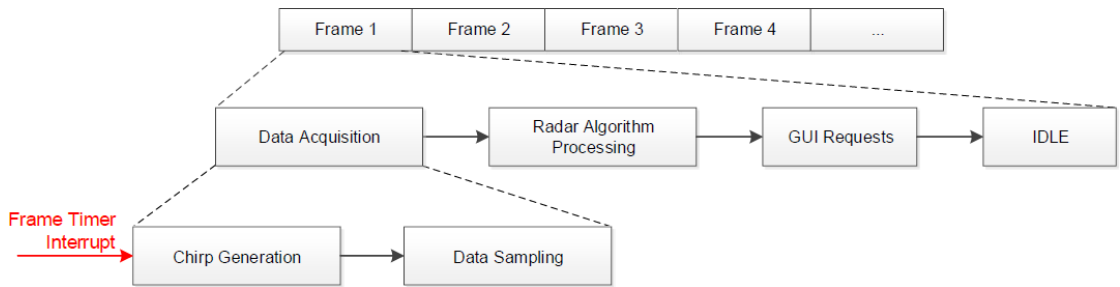 Frame 1
Frame 2
Frame 3
Frame 4
...
Data Acquisition
Radar Algorithm
Processing
GUI Requests
IDLE
Frame Timer
Interrupt
Chirp Generation
Data Sampling